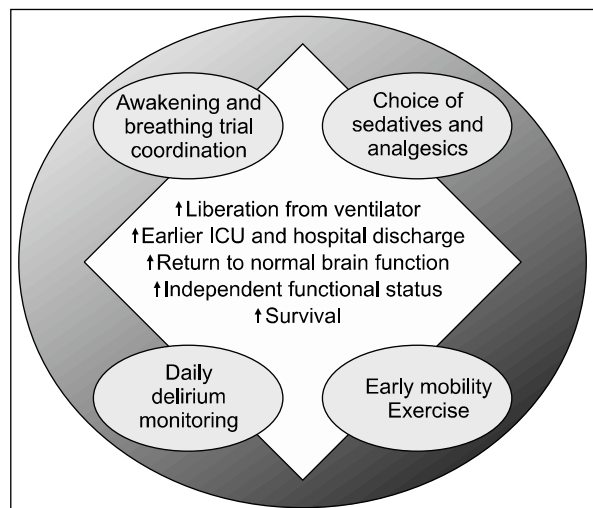 Awakening and
breathing trial
coordination
Choice of
sedatives and
analgesics
↑Liberation from ventilator
↑Earlier ICU and hospital discharge
↑Return to normal brain function
↑Independent functional status
↑Survival
Daily
delirium
monitoring
Early mobility
Exercise